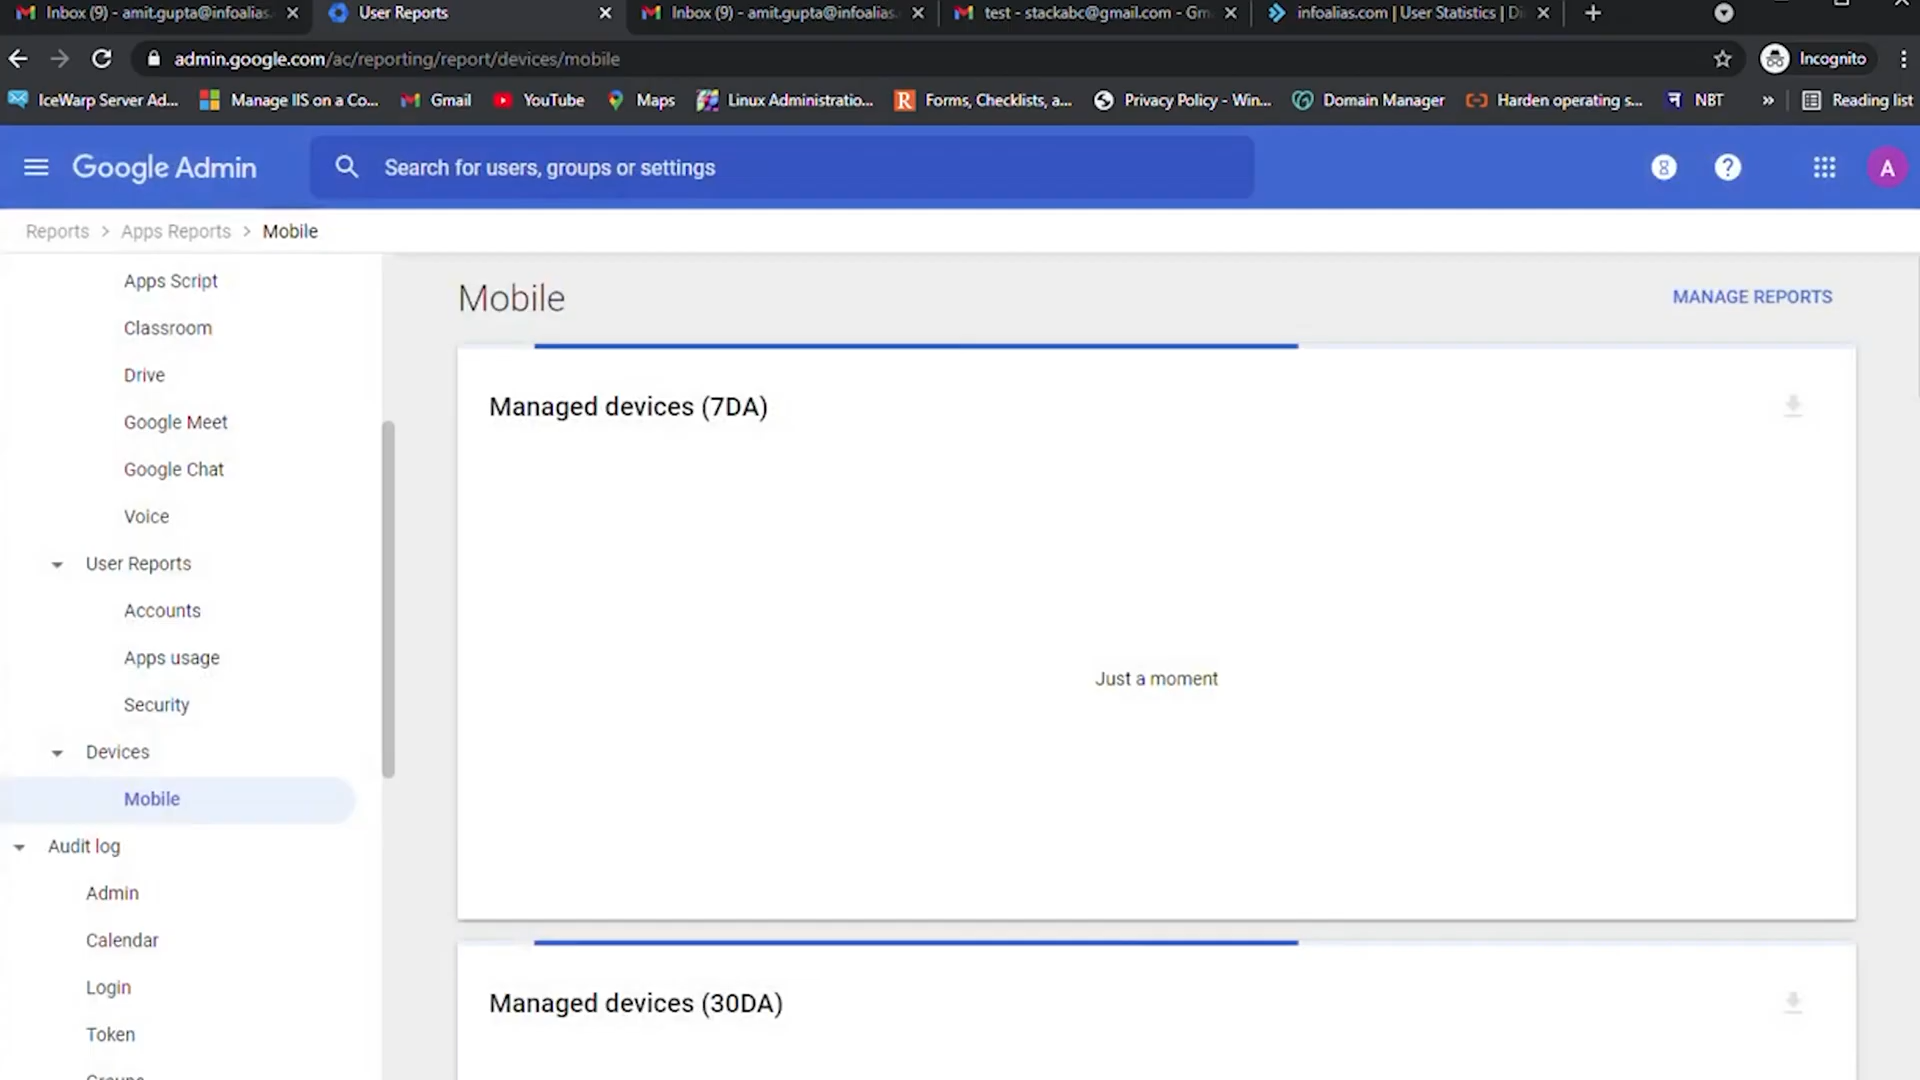 Inbox (9) - amit.gupta@infoalias.
User Reports
Inbox (9) - amit.gupta@infoalias.
test - stackabc@gmail.com - Gm
infoalias.com | User Statistics | Di
admin.google.com/ac/reporting/report/devices/mobile
Incognito
IceWarp Server Ad...
Manage IIS on a Co...
Gmail
YouTube
Maps
Linux Administratio...
R
Forms, Checklists, a...
Privacy Policy - Win...
Domain Manager
Harden operating s...
न
NBT
»
Reading list
Google Admin
Search for users, groups or settings
8
?
A
Reports > Apps Reports > Mobile
Apps Script
Classroom
Drive
Google Meet
Google Chat
Voice
User Reports
Accounts
Apps usage
Security
Devices
Mobile
Audit log
Admin
Calendar
Login
Token
Mobile
MANAGE REPORTS
Managed devices (7DA)
Just a moment
Managed devices (30DA)